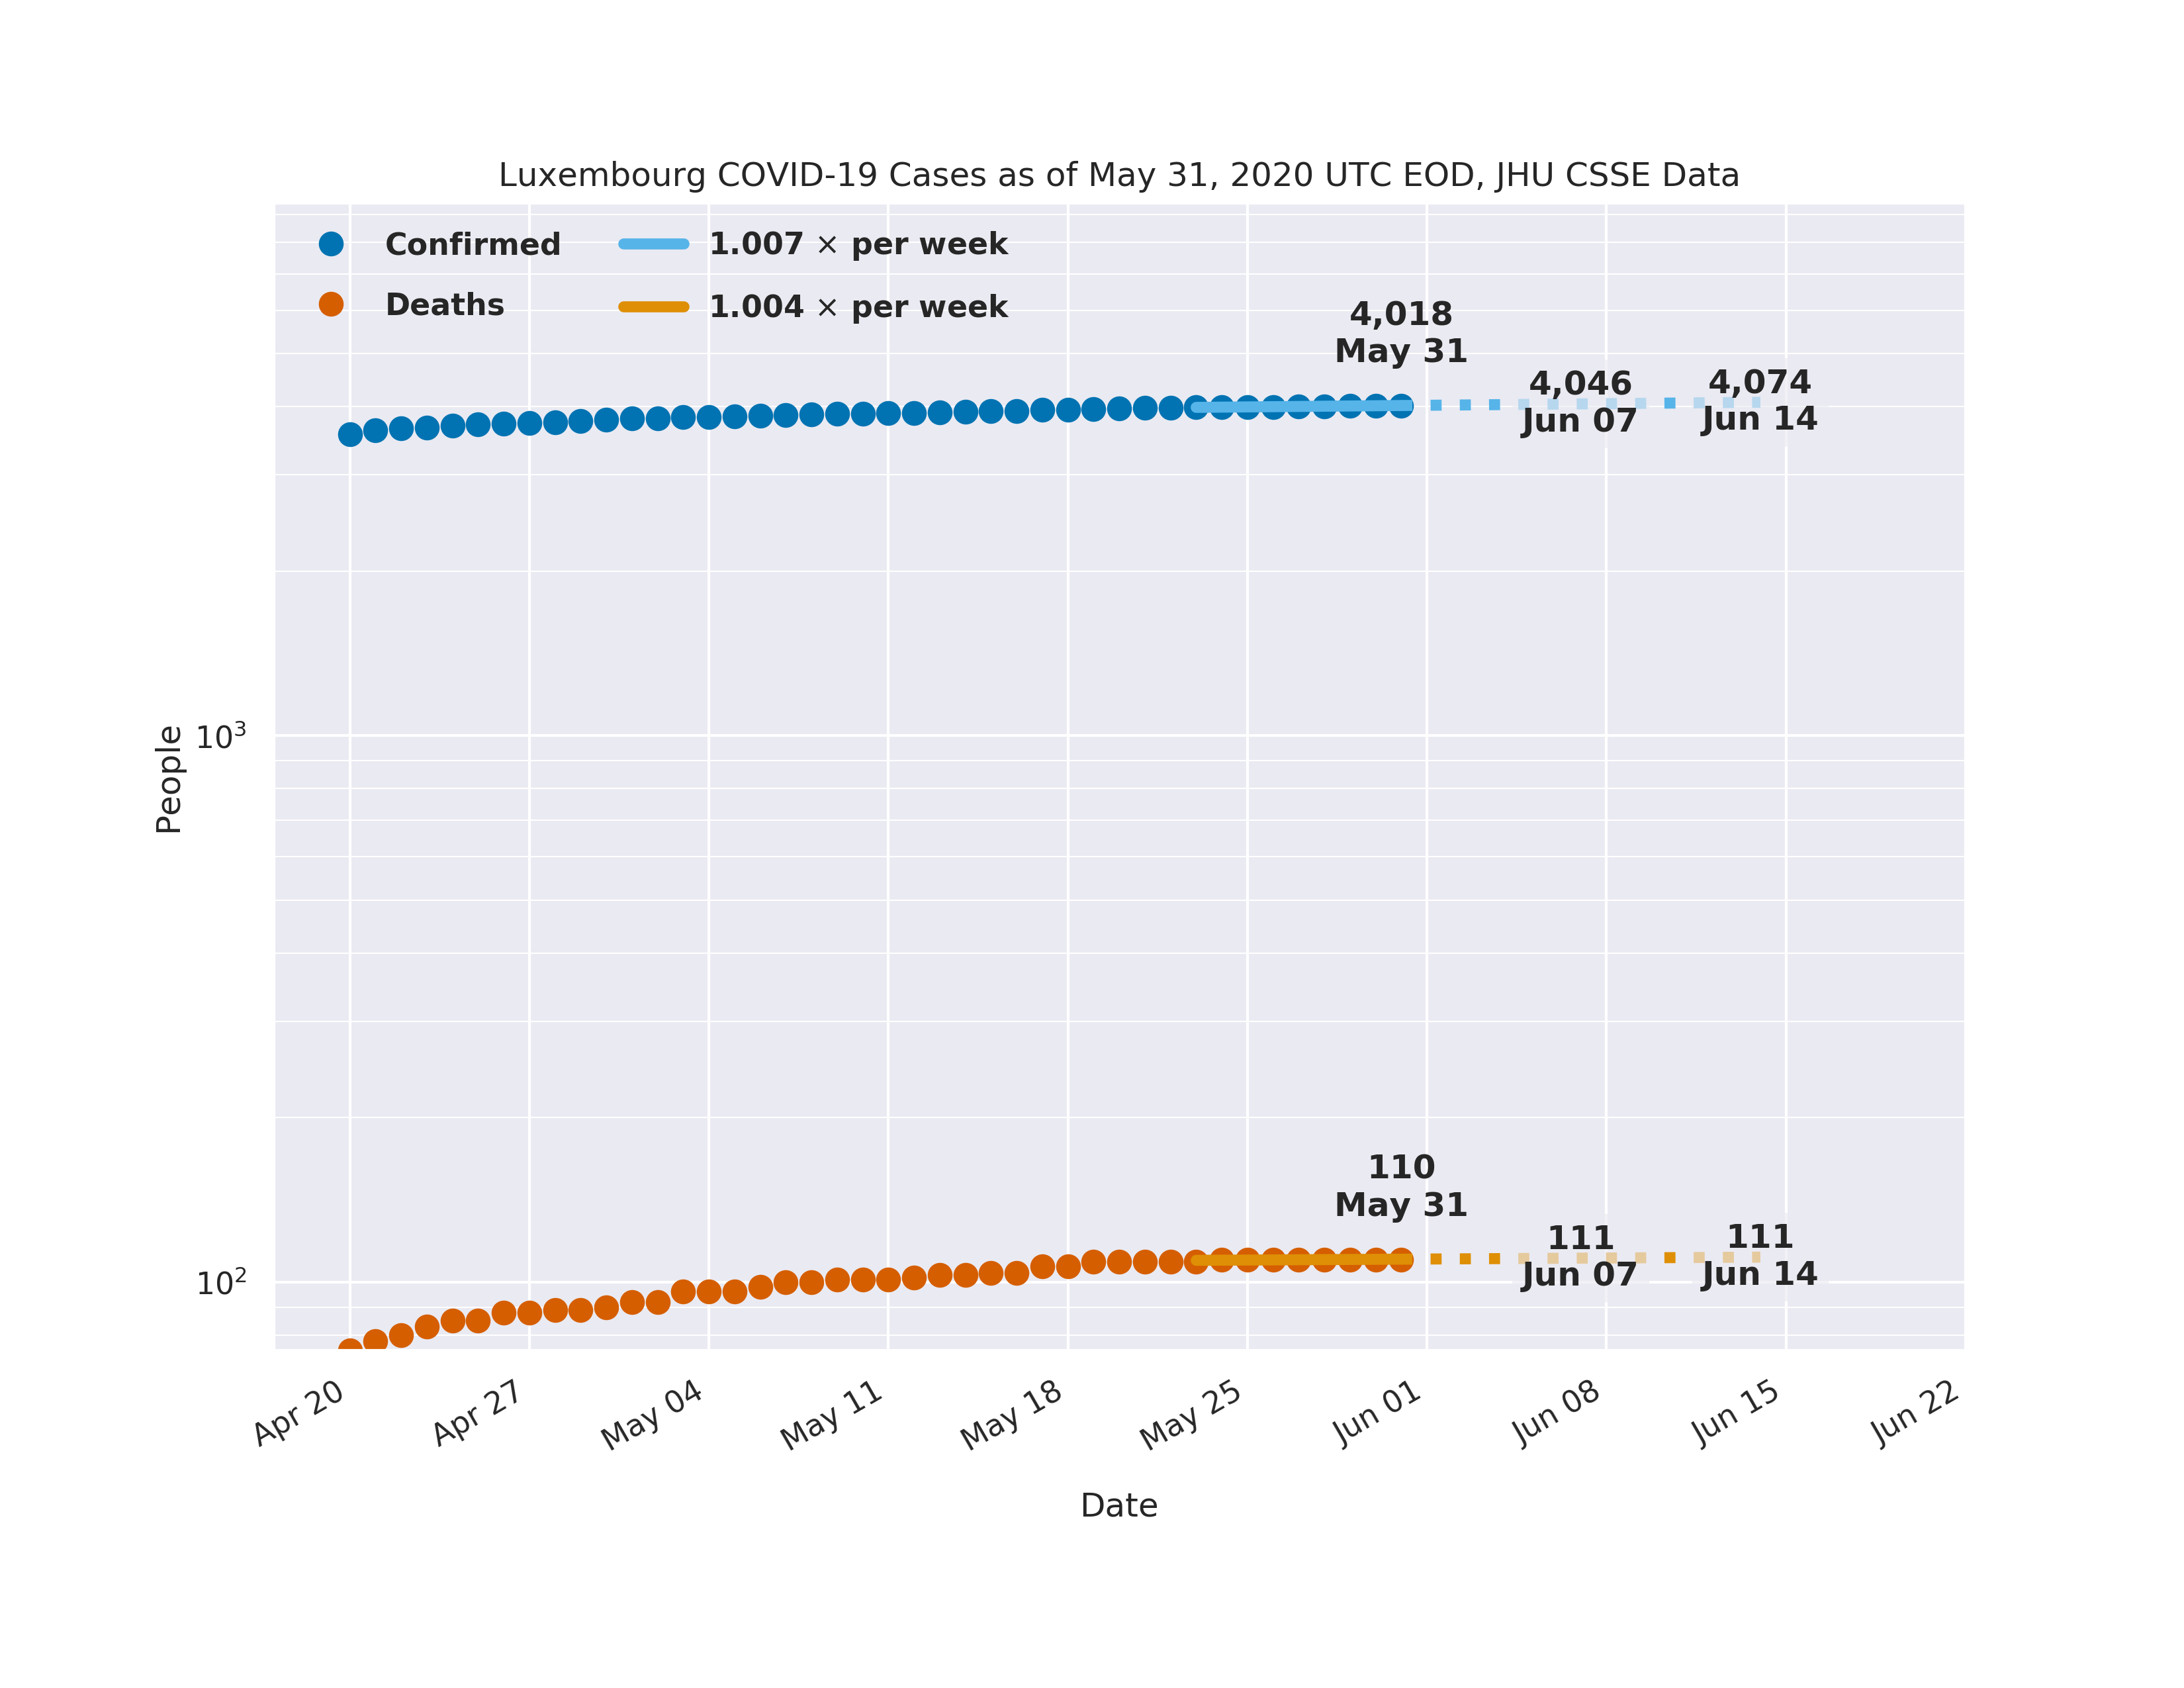 Luxembourg COVID-19 Cases as of May 31, 2020 UTC EOD, JHU CSSE Data
Confirmed
Deaths
1.007 × per week
1.004 × per week
4,018
May 31
4,046
Jun 07
4,074
Jun 14
People
10³
10²
110
May 31
111
Jun 07
111
Jun 14
Apr 20
Apr 27
May 04
May 11
May 18
May 25
Jun 01
Jun 08
Jun 15
Jun 22
Date